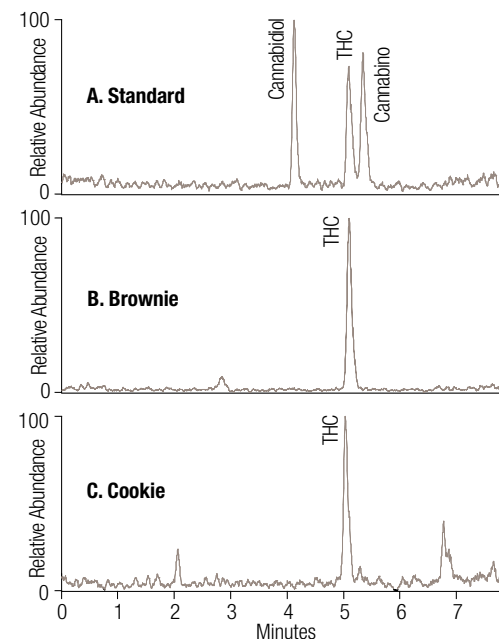 100
Relative Abundance
0
A. Standard
Cannabidiol
THC
Cannabino
100
Relative Abundance
0
B. Brownie
THC
100
Relative Abundance
0
C. Cookie
THC
0 1 2 3 4 5 6 7
Minutes